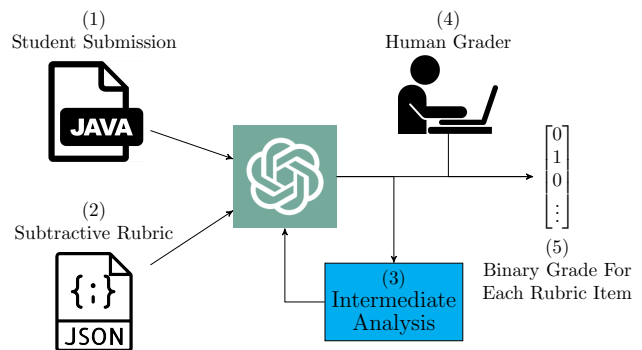 (1)
Student Submission
JAVA
(2)
Subtractive Rubric
{;}
JSON
(3)
Intermediate
Analysis
(4)
Human Grader
0
1
0
⋮
(5)
Binary Grade For
Each Rubric Item